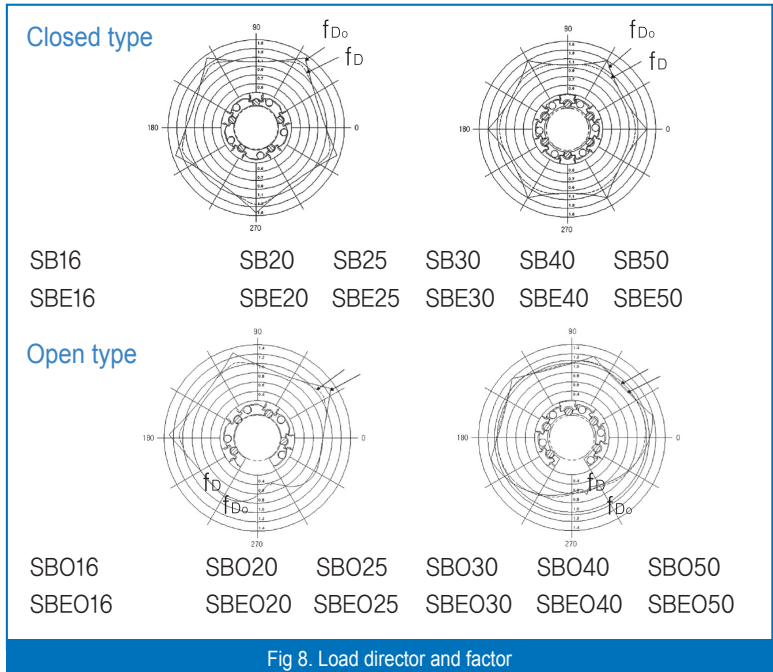 Closed type
90 90
fDo fDo
fD fD
180 0 180 0
270 270
SB16 SB20 SB25 SB30 SB40 SB50
SBE16 SBE20 SBE25 SBE30 SBE40 SBE50
Open type
90 90
180 0 180 0
fD fD
fDo fDo
270 270
SBO16 SBO20 SBO25 SBO30 SBO40 SBO50
SBEO16 SBEO20 SBEO25 SBEO30 SBEO40 SBEO50
Fig 8. Load director and factor